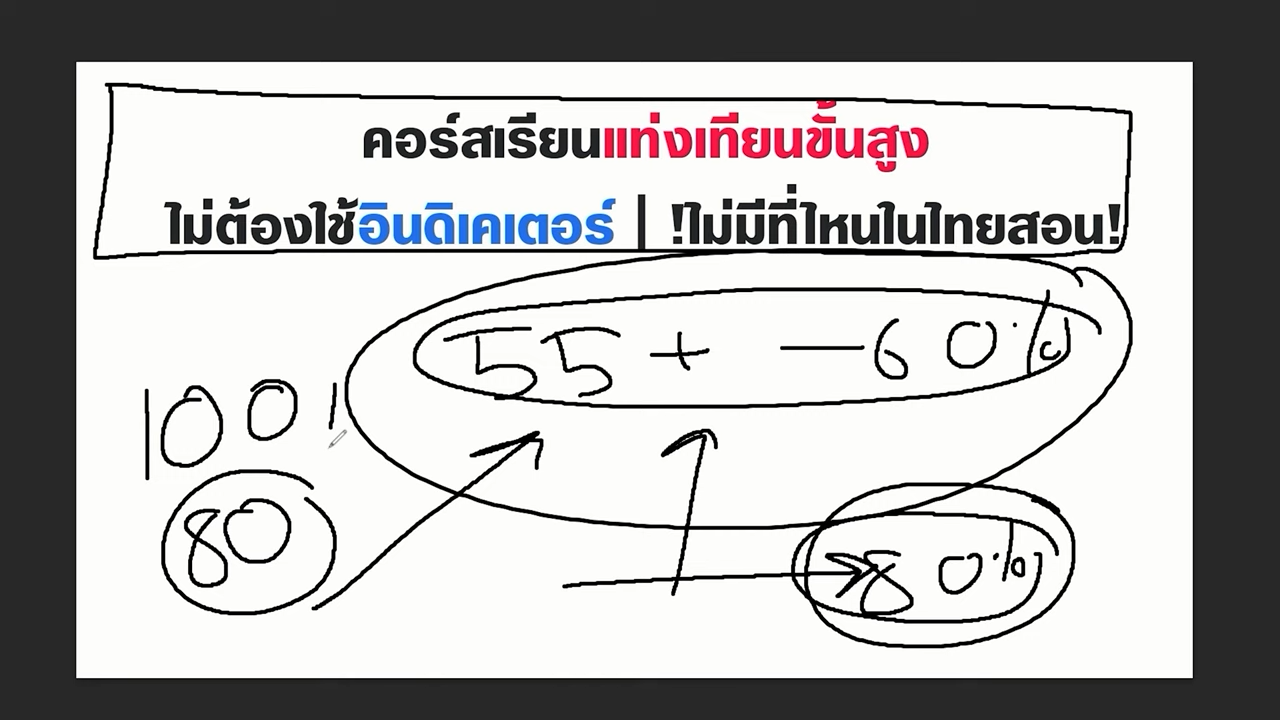 คอร์สเรียนแท่งเทียนขั้นสูง
ไม่ต้องใช้อินดิเคเตอร์ | !ไม่มีที่ไหนในไทยสอน!
55 + — 60%
100
80
80%